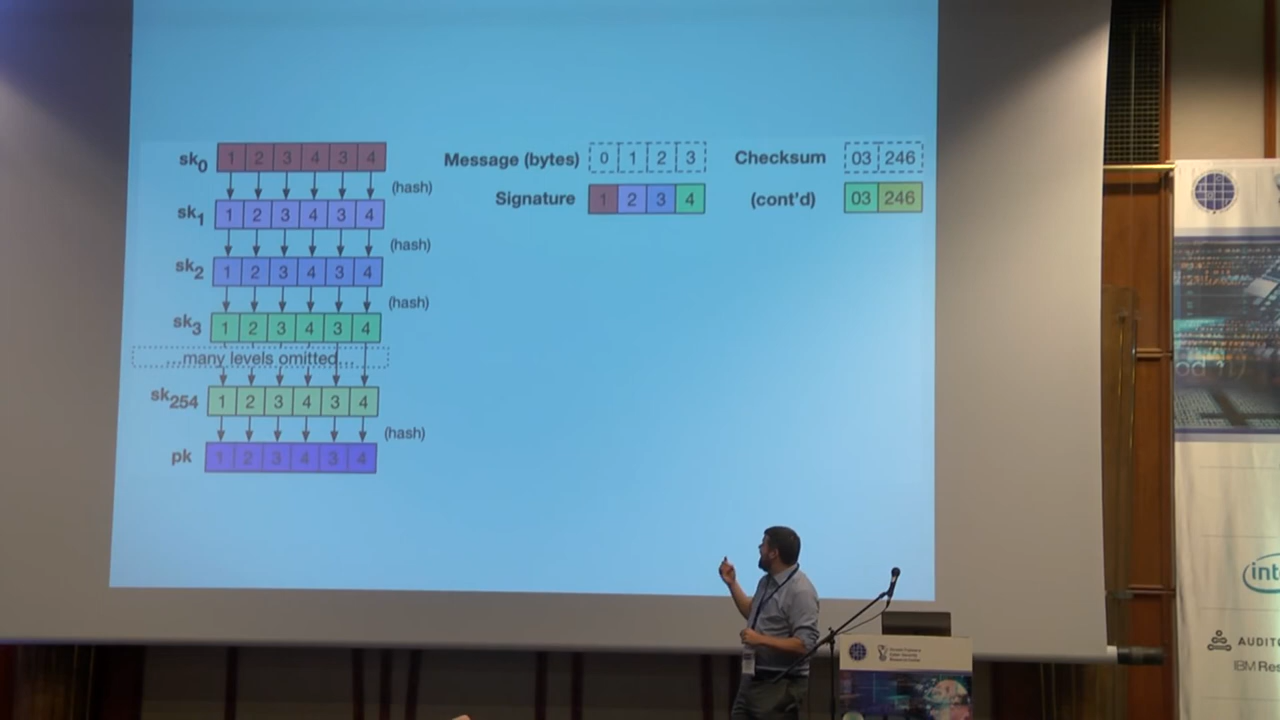 sk0 1 2 3 4 3 4
(hash)
sk1 1 2 3 4 3 4
(hash)
sk2 1 2 3 4 3 4
(hash)
sk3 1 2 3 4 3 4
...many levels omitted...
sk254 1 2 3 4 3 4
(hash)
pk 1 2 3 4 3 4
Message (bytes) 0 1 2 3 Checksum 03 246
Signature 1 2 3 4 (cont'd) 03 246
int
AUDITO
IBM Res